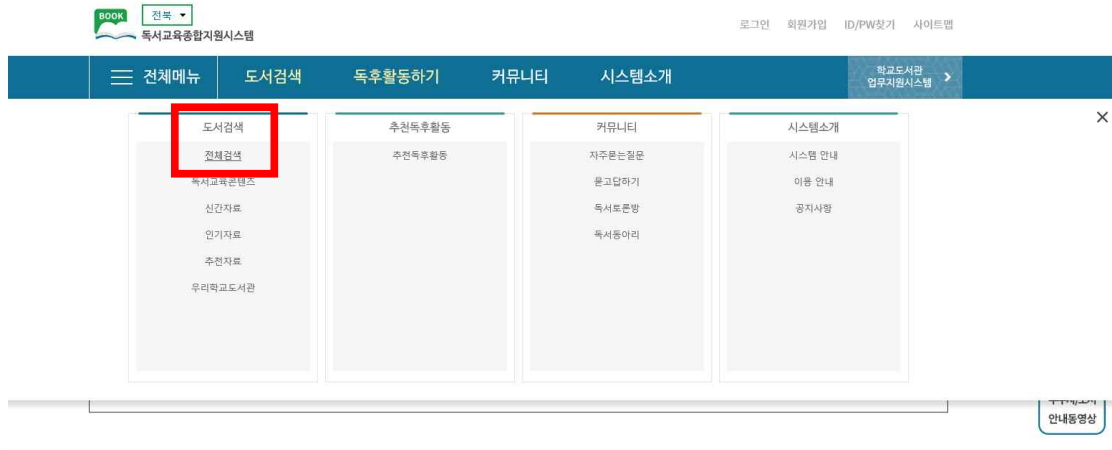 BOOK 전북
독서교육종합지원시스템
로그인 회원가입 ID/PW찾기 사이트맵
전체메뉴 도서검색 독후활동하기 커뮤니티 시스템소개
학교도서관
업무지원시스템
도서검색 추천독후활동 커뮤니티 시스템소개
전체검색 추천독후활동 자주묻는질문 시스템 안내
독서교육콘텐츠 묻고답하기 이용 안내
신간자료 독서토론방 공지사항
인기자료 독서동아리
추천자료
우리학교도서관
안내동영상